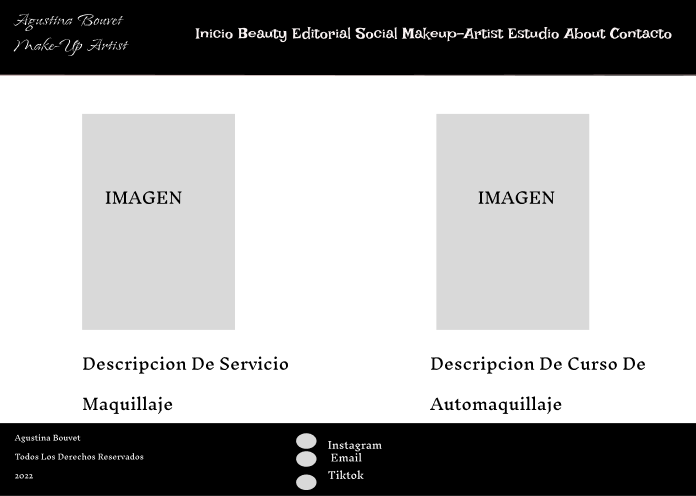 Agustina Bouvet
Make-Up Artist
Inicio Beauty Editorial Social Makeup-Artist Estudio About Contacto
IMAGEN
IMAGEN
Descripcion De Servicio
Maquillaje
Descripcion De Curso De
Automaquillaje
Agustina Bouvet
Todos Los Derechos Reservados
2022
Instagram
Email
Tiktok